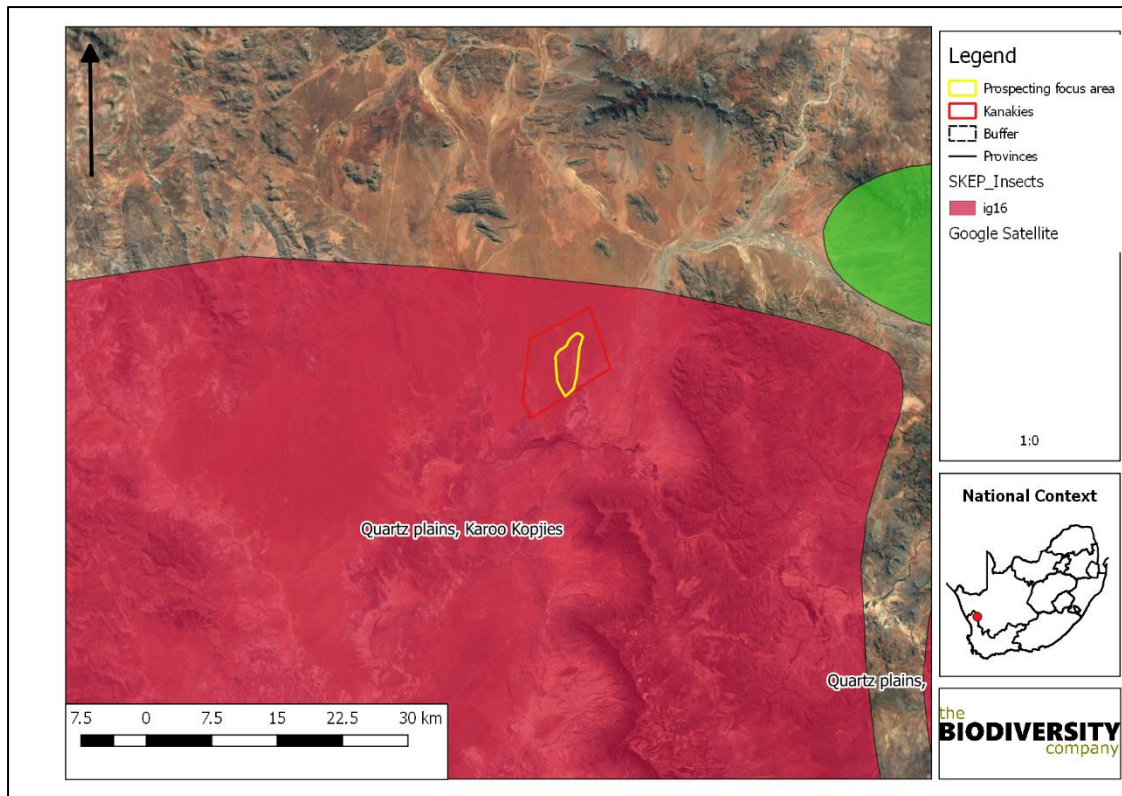 Legend
Prospecting focus area
Kanakies
Buffer
Provinces
SKEP_Insects
ig16
Google Satellite
1:0
Quartz plains, Karoo Kopjies
Quartz plains,
7.5 0 7.5 15 22.5 30 km
National Context
the
BIODIVERSITY
company